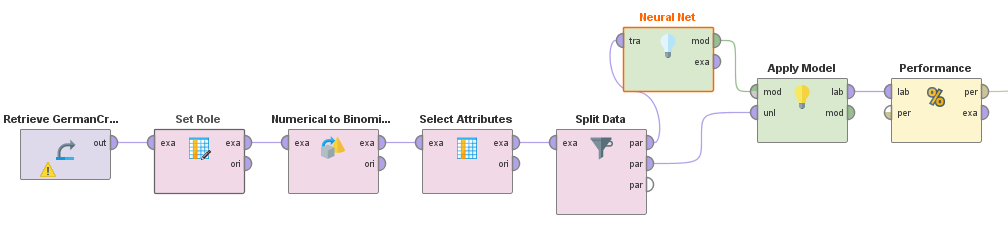 Neural Net
tra mod
exa
Apply Model
mod lab
unl mod
Performance
lab per
per exa
%
Retrieve GermanCr...
out
Set Role
exa exa
ori
Numerical to Binomi...
exa exa
ori
Select Attributes
exa exa
ori
Split Data
exa par
par
par